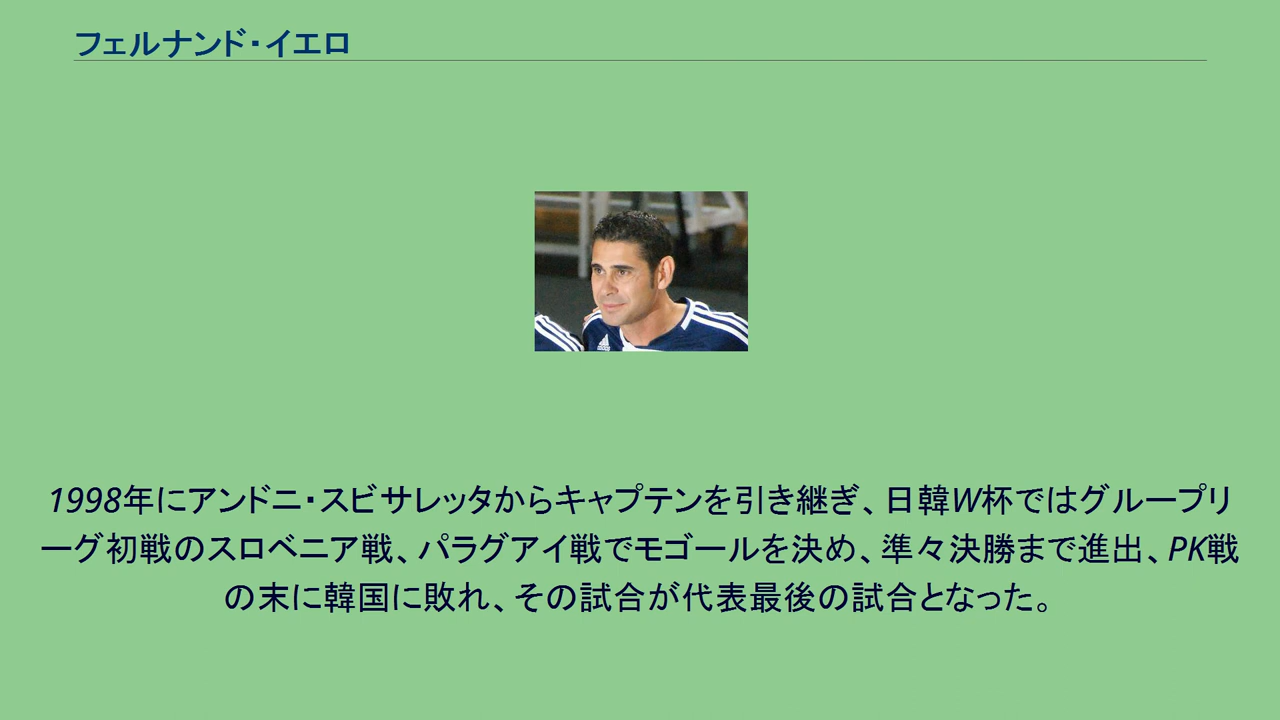 フェルナンド・イエロ
1998年にアンドニ・スビサレッタからキャプテンを引き継ぎ、日韓W杯ではグループリ
ーグ初戦のスロベニア戦、パラグアイ戦でモゴールを決め、準々決勝まで進出、PK戦
の末に韓国に敗れ、その試合が代表最後の試合となった。